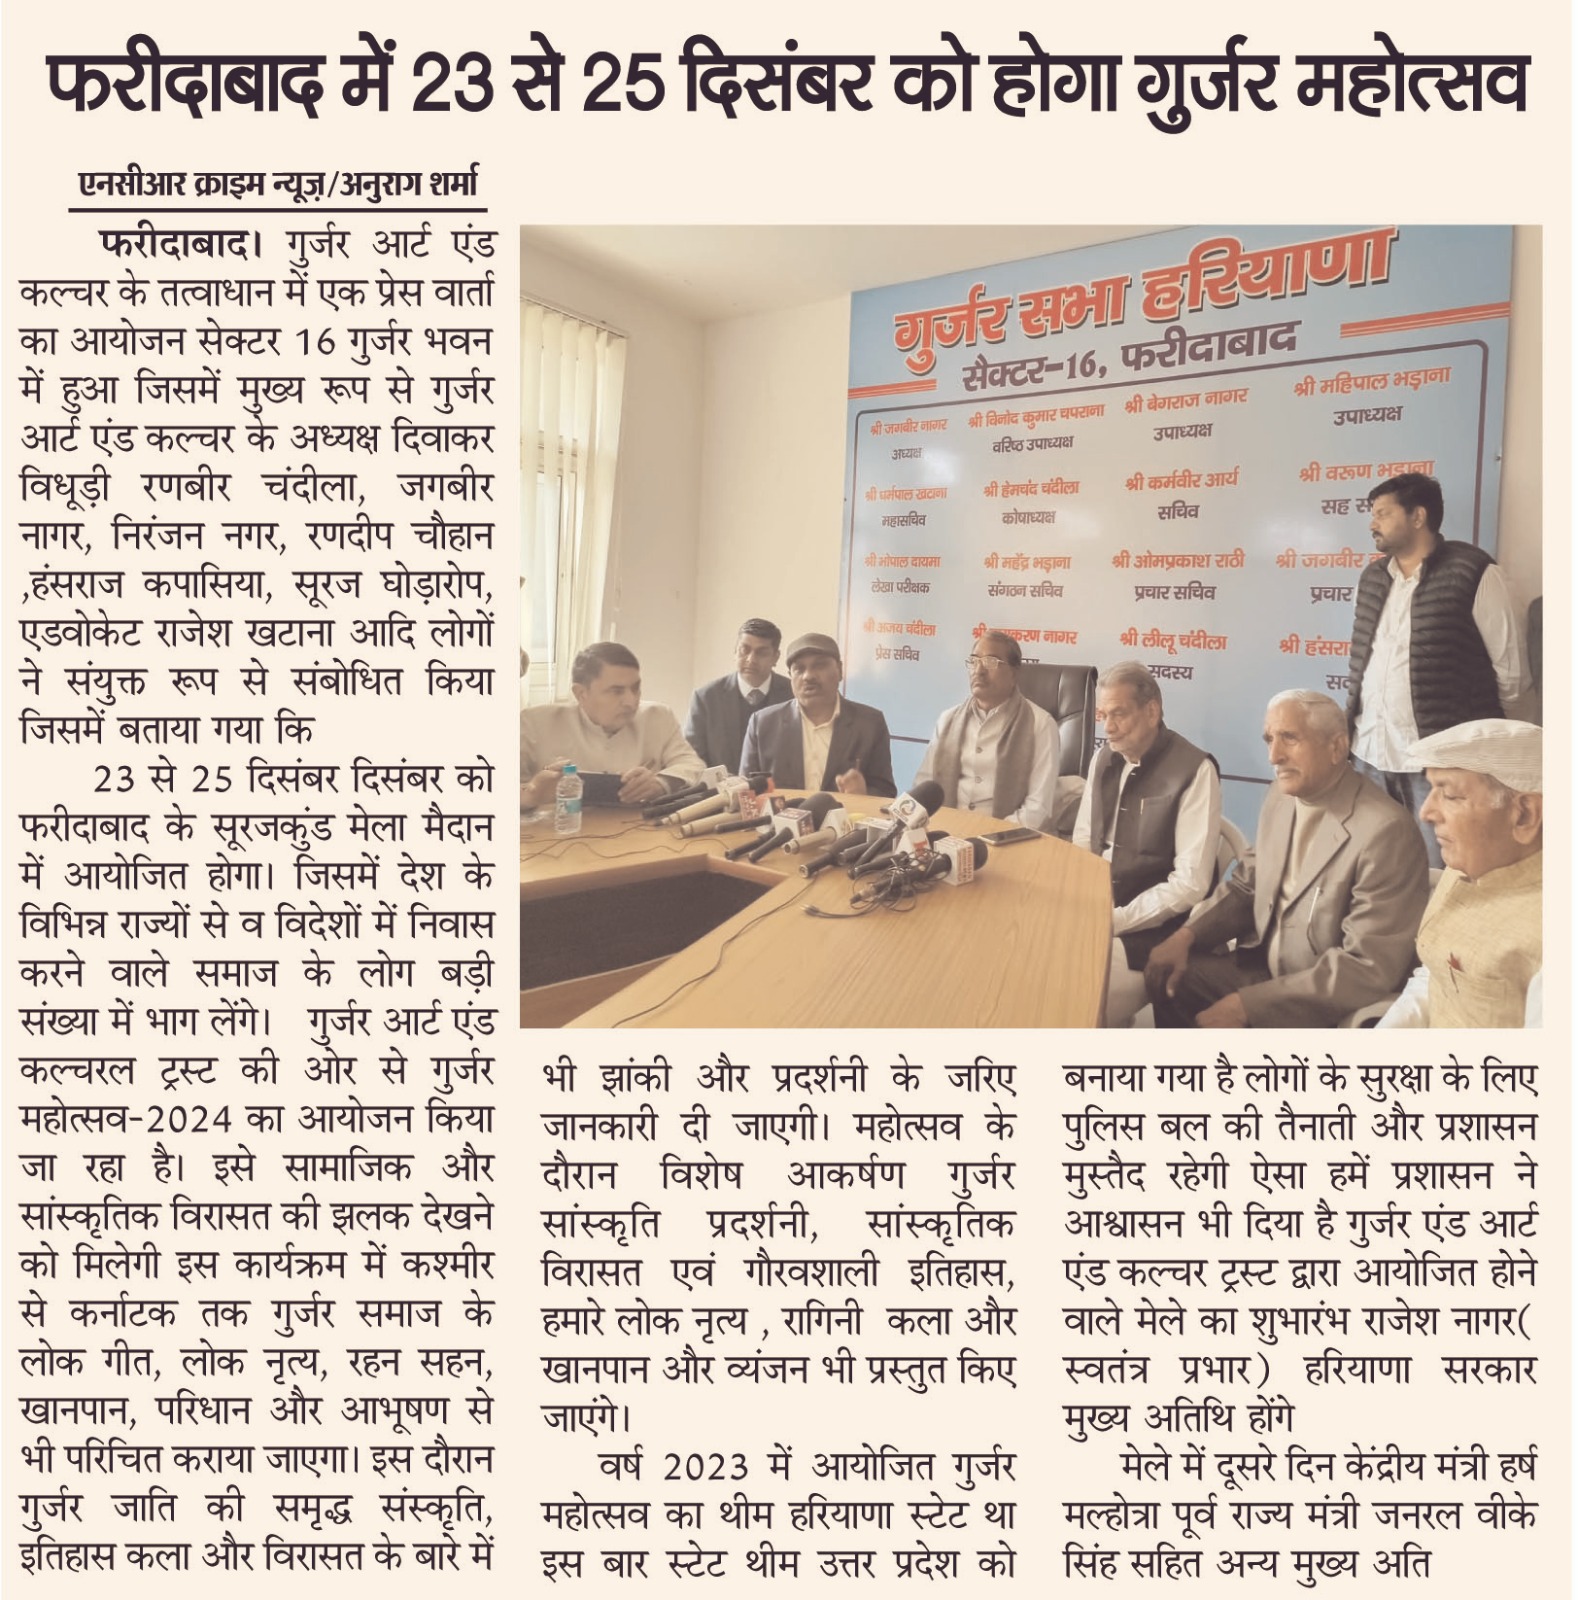 फरीदाबाद में 23 से 25 दिसंबर को होगा गुर्जर महोत्सव
एनसीआर क्राइम न्यूज़/अनुराग शर्मा
फरीदाबाद। गुर्जर आर्ट एंड
कल्चर के तत्वाधान में एक प्रेस वार्ता
का आयोजन सेक्टर 16 गुर्जर भवन
में हुआ जिसमें मुख्य रूप से गुर्जर
आर्ट एंड कल्चर के अध्यक्ष दिवाकर
विधूड़ी रणबीर चंदीला, जगबीर
नागर, निरंजन नगर, रणदीप चौहान
,हंसराज कपासिया, सूरज घोड़ारोप,
एडवोकेट राजेश खटाना आदि लोगों
ने संयुक्त रूप से संबोधित किया
जिसमें बताया गया कि
23 से 25 दिसंबर दिसंबर को
फरीदाबाद के सूरजकुंड मेला मैदान
में आयोजित होगा। जिसमें देश के
विभिन्न राज्यों से व विदेशों में निवास
करने वाले समाज के लोग बड़ी
संख्या में भाग लेंगे। गुर्जर आर्ट एंड
कल्चरल ट्रस्ट की ओर से गुर्जर
महोत्सव-2024 का आयोजन किया
जा रहा है। इसे सामाजिक और
सांस्कृतिक विरासत की झलक देखने
को मिलेगी इस कार्यक्रम में कश्मीर
से कर्नाटक तक गुर्जर समाज के
लोक गीत, लोक नृत्य, रहन सहन,
खानपान, परिधान और आभूषण से
भी परिचित कराया जाएगा। इस दौरान
गुर्जर जाति की समृद्ध संस्कृति,
इतिहास कला और विरासत के बारे में
गुर्जर सभा हरियाणा
सैक्टर-16, फरीदाबाद
श्री जगबीर नागर श्री विनोद कुमार चपराना श्री बेगराज नागर श्री महिपाल भड़ाना
अध्यक्ष वरिष्ठ उपाध्यक्ष उपाध्यक्ष उपाध्यक्ष
श्री धर्मपाल खटाना श्री हेमचंद चंदीला श्री कर्मवीर आर्य श्री वरूण भड़ाना
महासचिव कोषाध्यक्ष सचिव सह
श्री भोपाल दायमा श्री महेंद्र भड़ाना श्री ओमप्रकाश राठी श्री जगबीर
लेखा परीक्षक संगठन सचिव प्रचार सचिव प्रचार
श्री अजय चंदीला श्री नागर श्री लीलू चंदीला श्री हंसरा
प्रेस सचिव सदस्य
भी झांकी और प्रदर्शनी के जरिए
जानकारी दी जाएगी। महोत्सव के
दौरान विशेष आकर्षण गुर्जर
सांस्कृति प्रदर्शनी, सांस्कृतिक
विरासत एवं गौरवशाली इतिहास,
हमारे लोक नृत्य , रागिनी कला और
खानपान और व्यंजन भी प्रस्तुत किए
जाएंगे।
वर्ष 2023 में आयोजित गुर्जर
महोत्सव का थीम हरियाणा स्टेट था
इस बार स्टेट थीम उत्तर प्रदेश को
बनाया गया है लोगों के सुरक्षा के लिए
पुलिस बल की तैनाती और प्रशासन
मुस्तैद रहेगी ऐसा हमें प्रशासन ने
आश्वासन भी दिया है गुर्जर एंड आर्ट
एंड कल्चर ट्रस्ट द्वारा आयोजित होने
वाले मेले का शुभारंभ राजेश नागर(
स्वतंत्र प्रभार) हरियाणा सरकार
मुख्य अतिथि होंगे
मेले में दूसरे दिन केंद्रीय मंत्री हर्ष
मल्होत्रा पूर्व राज्य मंत्री जनरल वीके
सिंह सहित अन्य मुख्य अति